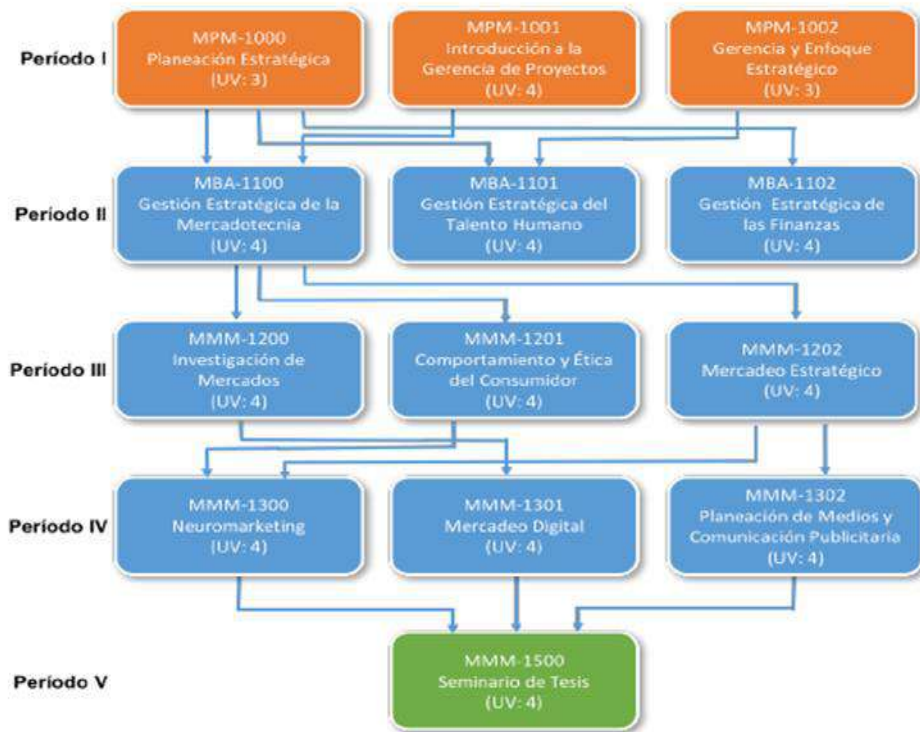 Período I
MPM-1000
Planeación Estratégica
(UV: 3)
MPM-1001
Introducción a la
Gerencia de Proyectos
(UV: 4)
MPM-1002
Gerencia y Enfoque
Estratégico
(UV: 3)
Período II
MBA-1100
Gestión Estratégica de la
Mercadotecnia
(UV: 4)
MBA-1101
Gestión Estratégica del
Talento Humano
(UV: 4)
MBA-1102
Gestión Estratégica de
las Finanzas
(UV: 4)
Período III
MMM-1200
Investigación de
Mercados
(UV: 4)
MMM-1201
Comportamiento y Ética
del Consumidor
(UV: 4)
MMM-1202
Mercadeo Estratégico
(UV: 4)
Período IV
MMM-1300
Neuromarketing
(UV: 4)
MMM-1301
Mercadeo Digital
(UV: 4)
MMM-1302
Planeación de Medios y
Comunicación Publicitaria
(UV: 4)
Período V
MMM-1500
Seminario de Tesis
(UV: 4)